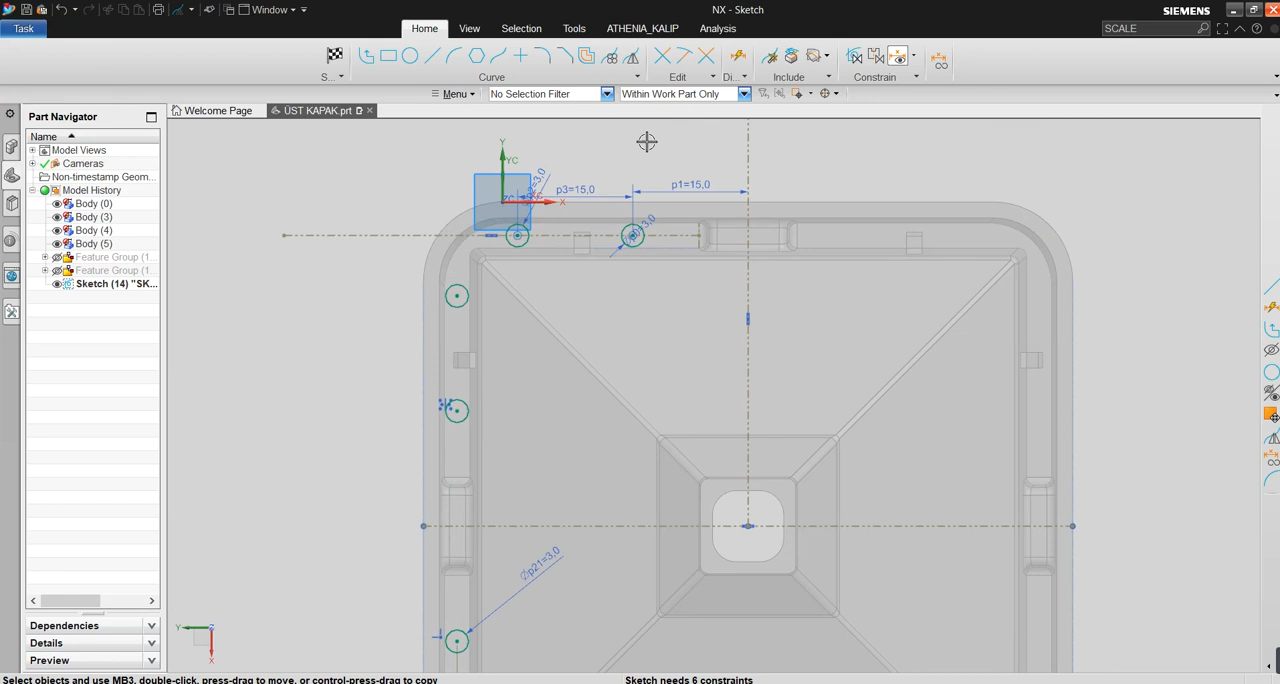 Window
NX - Sketch
SIEMENS
Task
Home
View
Selection
Tools
ATHENIA_KALIP
Analysis
SCALE
S...
Curve
Edit
Di...
Include
Constrain
Menu
No Selection Filter
Within Work Part Only
Welcome Page
ÜST KAPAK.prt
Part Navigator
Name
Model Views
Cameras
Non-timestamp Geom...
Model History
Body (0)
Body (3)
Body (4)
Body (5)
Feature Group (1...
Feature Group (1...
Sketch (14) "SK...
Dependencies
Details
Preview
Y
YC
X
p3=15,0
p1=15,0
Øp21=3,0
Y
Z
X
Select objects and use MB3, double-click, press-drag to move, or control-press-drag to copy
Sketch needs 6 constraints